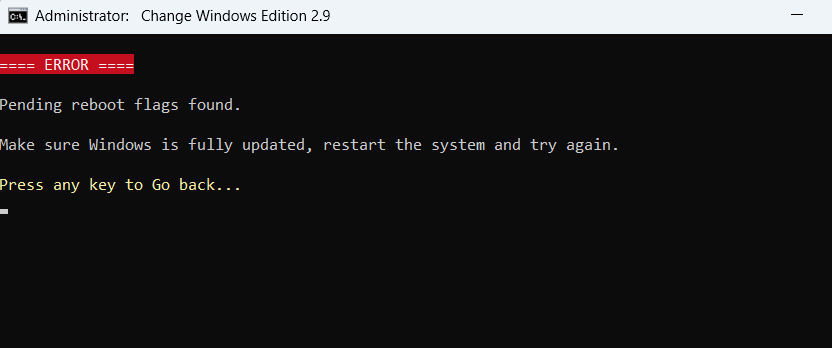 Administrator:   Change Windows Edition 2.9
==== ERROR ====
Pending reboot flags found.
Make sure Windows is fully updated, restart the system and try again.
Press any key to Go back...